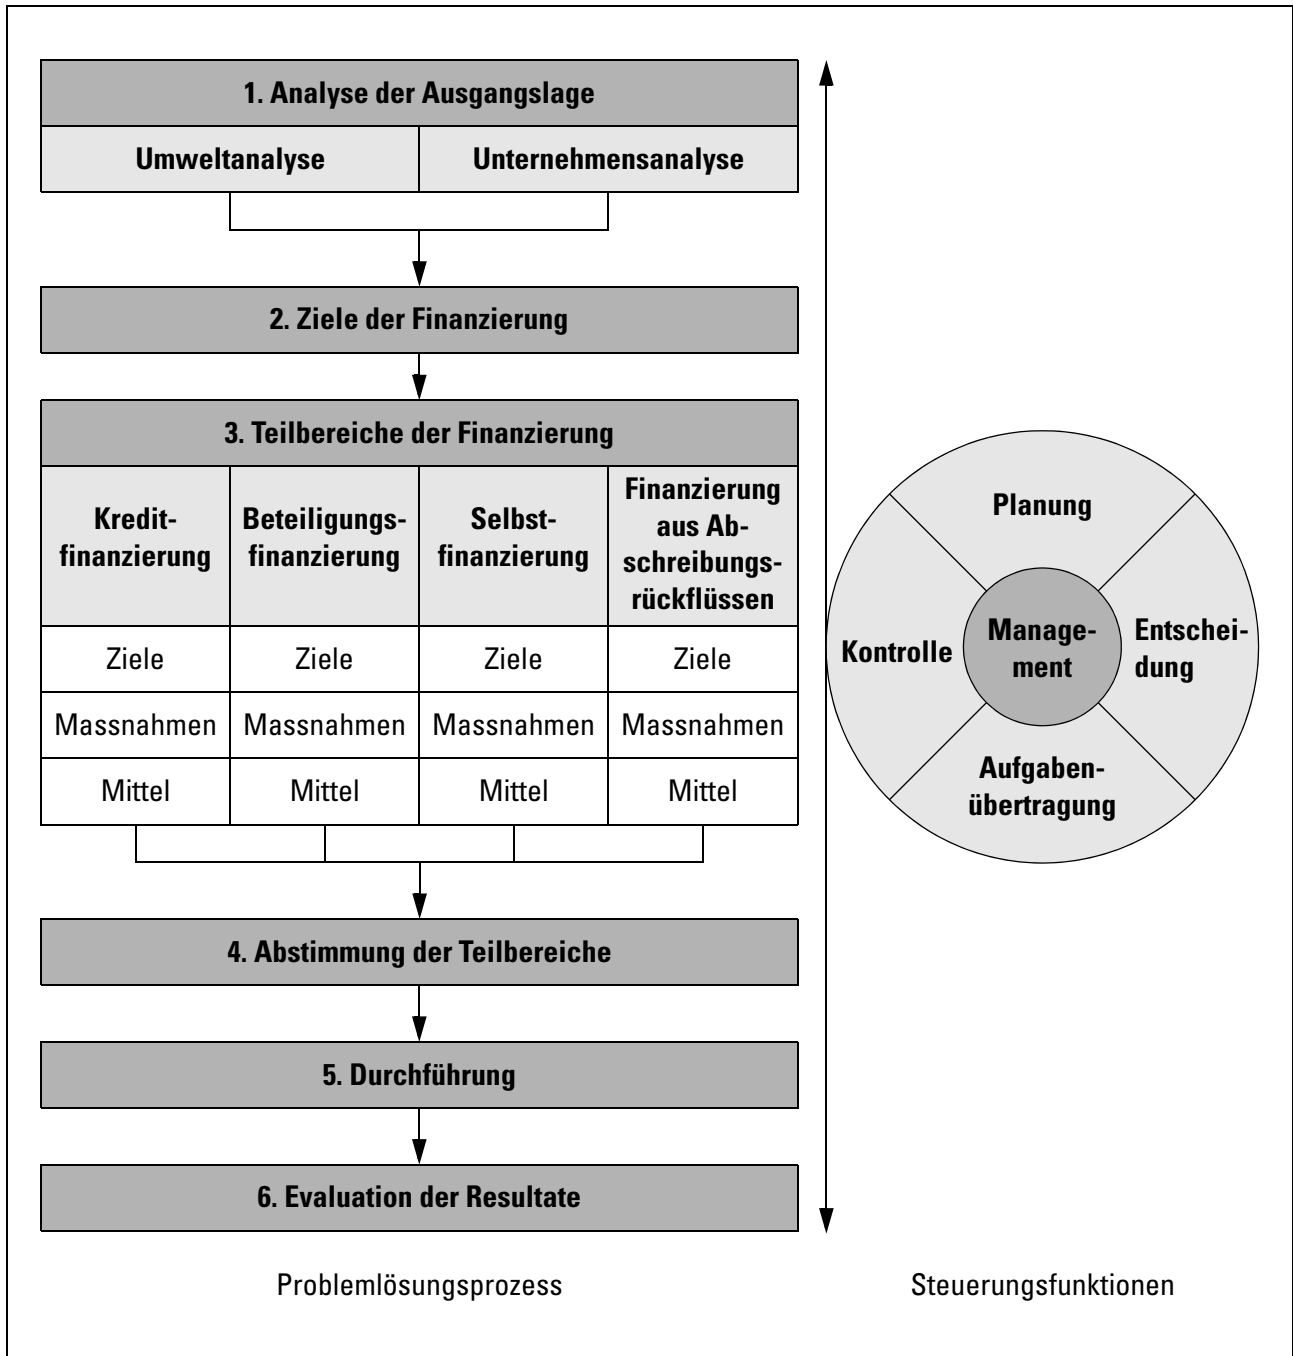 1. Analyse der Ausgangslage
Umweltanalyse
Unternehmensanalyse
2. Ziele der Finanzierung
3. Teilbereiche der Finanzierung
Kredit-
finanzierung
Beteiligungs-
finanzierung
Selbst-
finanzierung
Finanzierung
aus Ab-
schreibungs-
rückflüssen
Ziele
Ziele
Ziele
Ziele
Massnahmen
Massnahmen
Massnahmen
Massnahmen
Mittel
Mittel
Mittel
Mittel
4. Abstimmung der Teilbereiche
5. Durchführung
6. Evaluation der Resultate
Problemlösungsprozess
Planung
Kontrolle
Manage-
ment
Entschei-
dung
Aufgaben-
übertragung
Steuerungsfunktionen